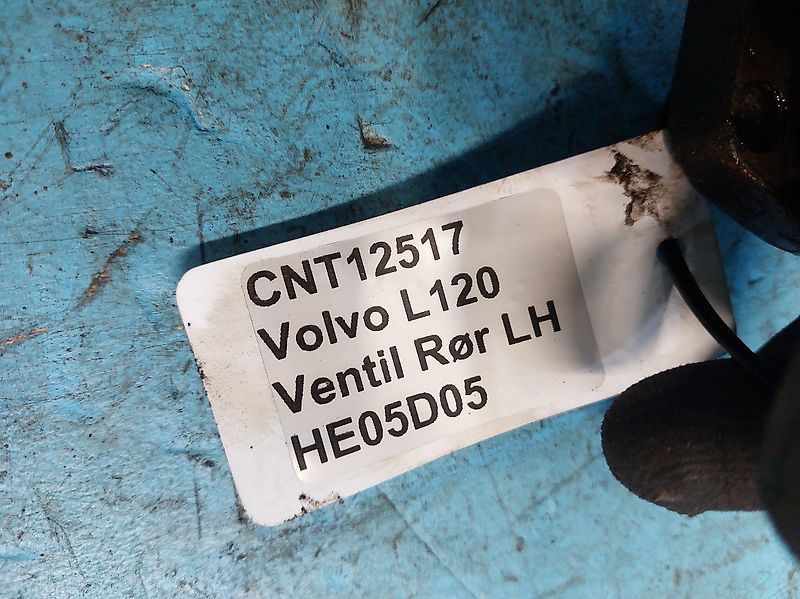 CNT12517
Volvo L120
Ventil Rør LH
HE05D05